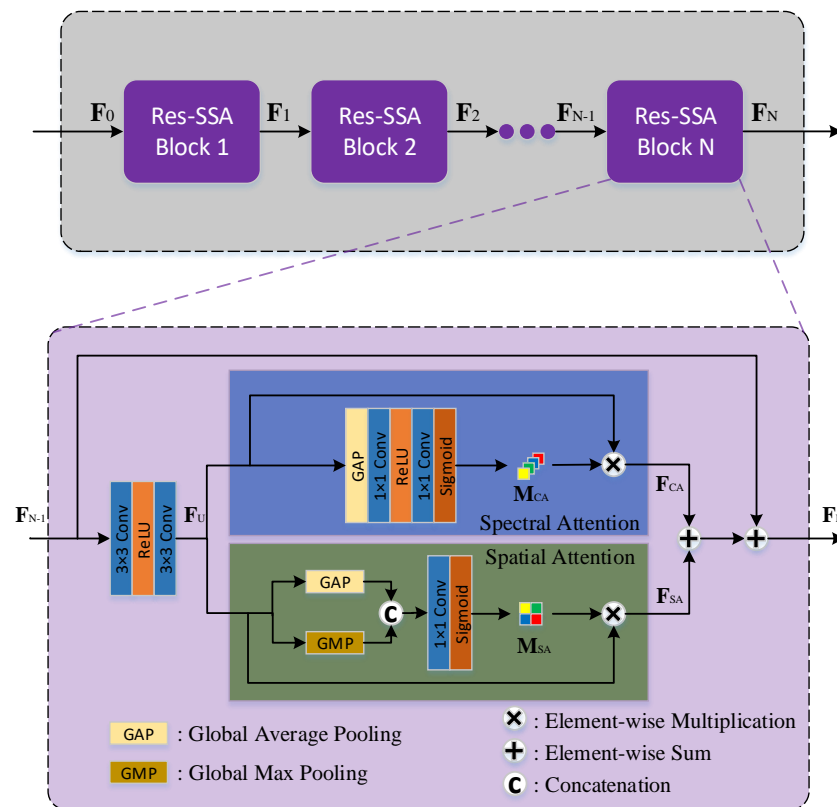 F0
Res-SSA
Block 1
F1
Res-SSA
Block 2
F2
FN-1
Res-SSA
Block N
FN
FN-1
3×3 Conv
ReLU
3×3 Conv
FU
GAP
1×1 Conv
ReLU
1×1 Conv
Sigmoid
MCA
Spectral Attention
FCA
Spatial Attention
GAP
GMP
C
1×1 Conv
Sigmoid
MSA
FSA
GAP : Global Average Pooling
GMP : Global Max Pooling
× : Element-wise Multiplication
+ : Element-wise Sum
C : Concatenation